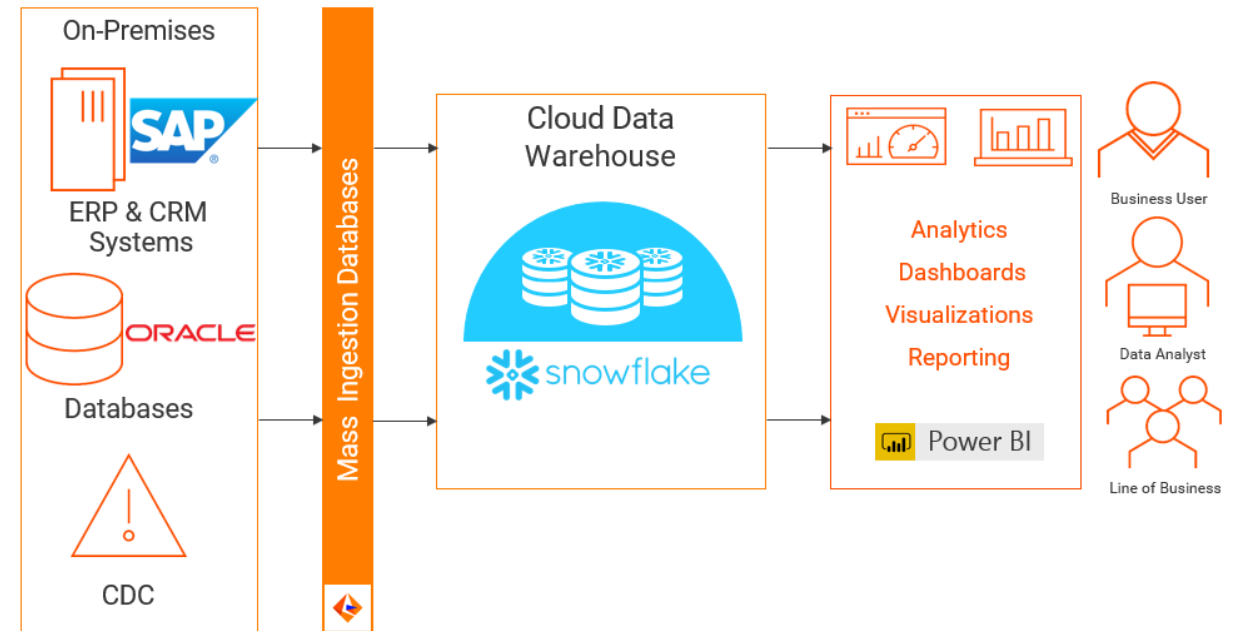 On-Premises
SAP
®
ERP & CRM
Systems
ORACLE
Databases
CDC
Mass Ingestion Databases
Cloud Data
Warehouse
snowflake
Analytics
Dashboards
Visualizations
Reporting
Power BI
Business User
Data Analyst
Line of Business